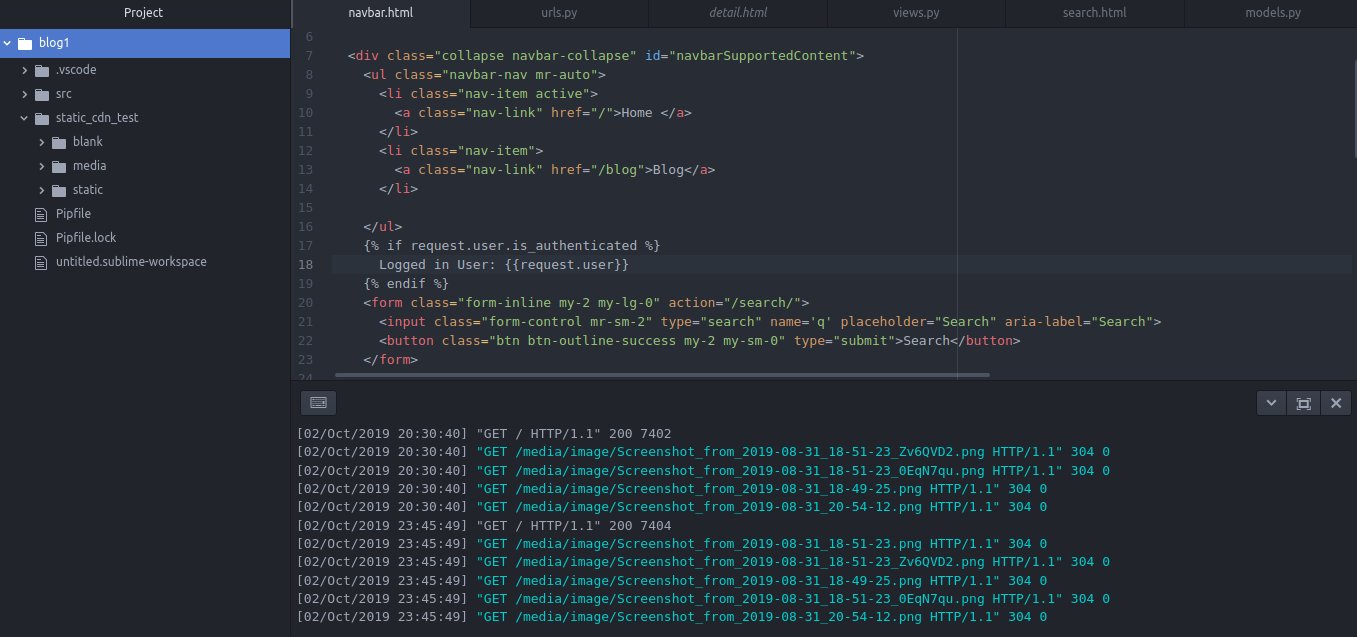 Project
blog1
.vscode
src
static_cdn_test
blank
media
static
Pipfile
Pipfile.lock
untitled.sublime-workspace
navbar.html urls.py detail.html views.py search.html models.py
6
7 <div class="collapse navbar-collapse" id="navbarSupportedContent">
8 <ul class="navbar-nav mr-auto">
9 <li class="nav-item active">
10 <a class="nav-link" href="/">Home </a>
11 </li>
12 <li class="nav-item">
13 <a class="nav-link" href="/blog">Blog</a>
14 </li>
15
16 </ul>
17 {% if request.user.is_authenticated %}
18 Logged in User: {{request.user}}
19 {% endif %}
20 <form class="form-inline my-2 my-lg-0" action="/search/">
21 <input class="form-control mr-sm-2" type="search" name='q' placeholder="Search" aria-label="Search">
22 <button class="btn btn-outline-success my-2 my-sm-0" type="submit">Search</button>
23 </form>
24
[02/Oct/2019 20:30:40] "GET / HTTP/1.1" 200 7402
[02/Oct/2019 20:30:40] "GET /media/image/Screenshot_from_2019-08-31_18-51-23_Zv6QVD2.png HTTP/1.1" 304 0
[02/Oct/2019 20:30:40] "GET /media/image/Screenshot_from_2019-08-31_18-51-23_0EqN7qu.png HTTP/1.1" 304 0
[02/Oct/2019 20:30:40] "GET /media/image/Screenshot_from_2019-08-31_18-49-25.png HTTP/1.1" 304 0
[02/Oct/2019 20:30:40] "GET /media/image/Screenshot_from_2019-08-31_20-54-12.png HTTP/1.1" 304 0
[02/Oct/2019 23:45:49] "GET / HTTP/1.1" 200 7404
[02/Oct/2019 23:45:49] "GET /media/image/Screenshot_from_2019-08-31_18-51-23.png HTTP/1.1" 304 0
[02/Oct/2019 23:45:49] "GET /media/image/Screenshot_from_2019-08-31_18-51-23_Zv6QVD2.png HTTP/1.1" 304 0
[02/Oct/2019 23:45:49] "GET /media/image/Screenshot_from_2019-08-31_18-49-25.png HTTP/1.1" 304 0
[02/Oct/2019 23:45:49] "GET /media/image/Screenshot_from_2019-08-31_18-51-23_0EqN7qu.png HTTP/1.1" 304 0
[02/Oct/2019 23:45:49] "GET /media/image/Screenshot_from_2019-08-31_20-54-12.png HTTP/1.1" 304 0